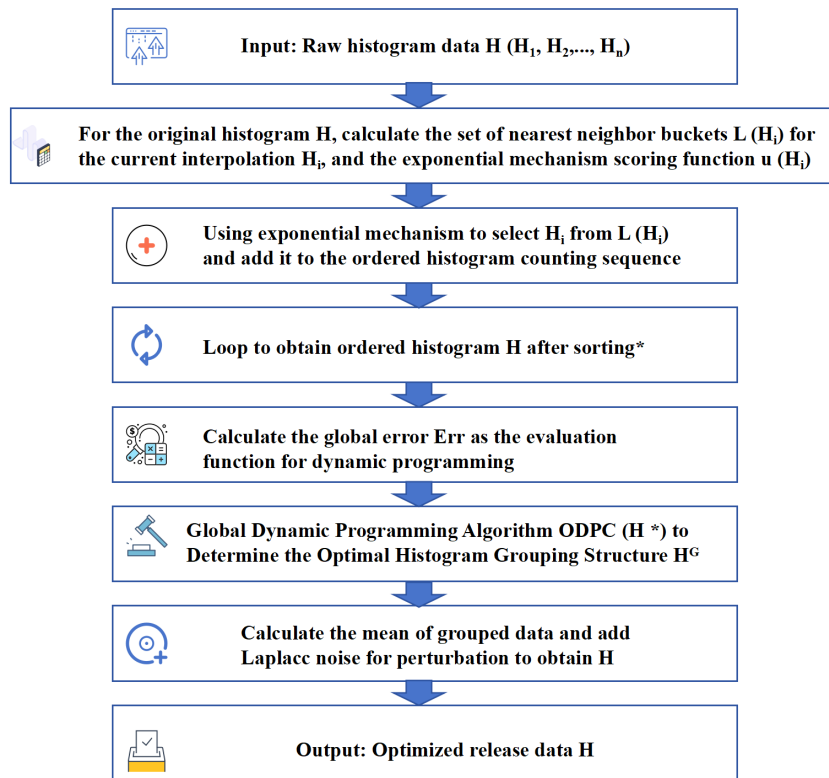 Input: Raw histogram data H (H₁, H₂,..., Hₙ)
For the original histogram H, calculate the set of nearest neighbor buckets L (Hᵢ) for
the current interpolation Hᵢ, and the exponential mechanism scoring function u (Hᵢ)
Using exponential mechanism to select Hᵢ from L (Hᵢ)
and add it to the ordered histogram counting sequence
Loop to obtain ordered histogram H after sorting*
Calculate the global error Err as the evaluation
function for dynamic programming
Global Dynamic Programming Algorithm ODPC (H *) to
Determine the Optimal Histogram Grouping Structure Hᴳ
Calculate the mean of grouped data and add
Laplacc noise for perturbation to obtain H
Output: Optimized release data H